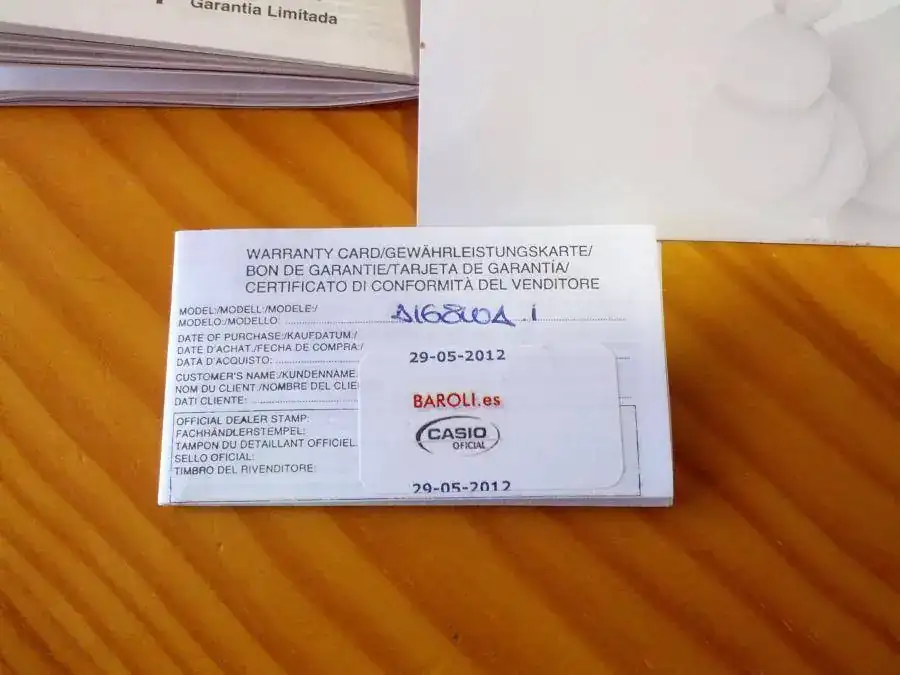 Garantia Limitada
WARRANTY CARD/GEWÄHRLEISTUNGSKARTE/
BON DE GARANTIE/TARJETA DE GARANTÍA/
CERTIFICATO DI CONFORMITÀ DEL VENDITORE
MODEL:/MODELL:/MODELE:/
MODELO:/MODELLO: A168WA.1
DATE OF PURCHASE:/KAUFDATUM:/
DATE D'ACHAT:/FECHA DE COMPRA:/
DATA D'ACQUISTO: 29-05-2012
CUSTOMER'S NAME:/KUNDENNAME:
NOM DU CLIENT:/NOMBRE DEL CLIE
DATI CLIENTE:
OFFICIAL DEALER STAMP:
FACHHÄNDLERSTEMPEL:
TAMPON DU DETAILLANT OFFICIEL:
SELLO OFICIAL:
TIMBRO DEL RIVENDITORE:
BAROLI.es
CASIO
OFICIAL
29-05-2012